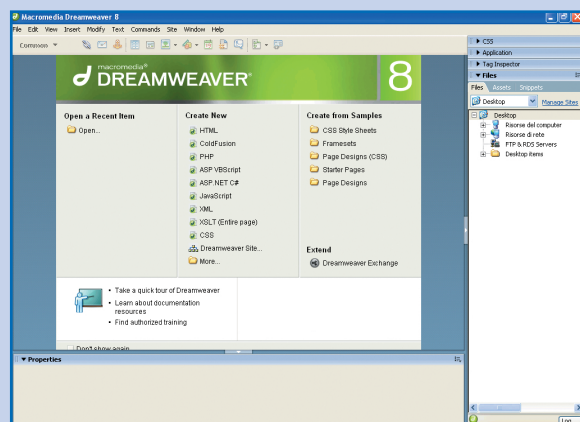 Macromedia Dreamweaver 8
File Edit View Insert Modify Text Commands Site Window Help
Common
macromedia®
DREAMWEAVER®
8
Open a Recent Item
Open...
Create New
HTML
ColdFusion
PHP
ASP VBScript
ASP.NET C#
JavaScript
XML
XSLT (Entire page)
CSS
Dreamweaver Site...
More...
Create from Samples
CSS Style Sheets
Framesets
Page Designs (CSS)
Starter Pages
Page Designs
Extend
Dreamweaver Exchange
• Take a quick tour of Dreamweaver
• Learn about documentation
resources
• Find authorized training
Don't show again
Properties
CSS
Application
Tag Inspector
Files
Files Assets Snippets
Desktop Manage Sites
Desktop
Risorse del computer
Risorse di rete
FTP & RDS Servers
Desktop items
Log